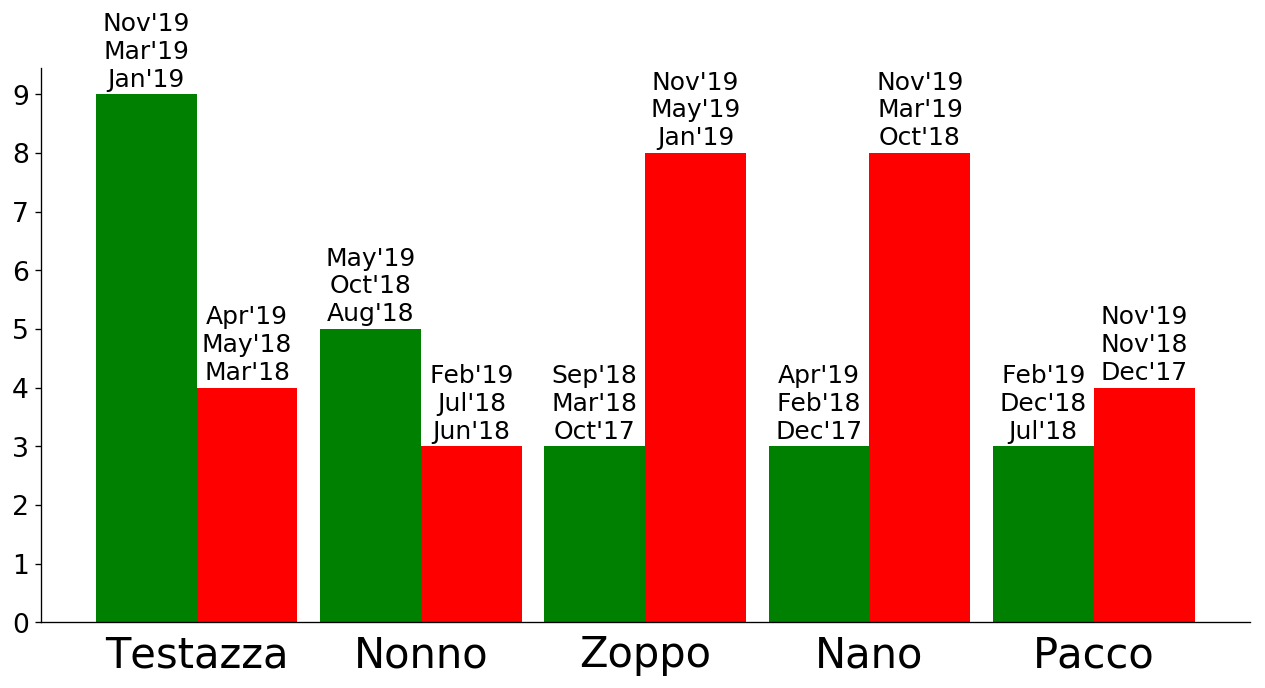 Nov'19
Mar'19
Jan'19
Apr'19
May'18
Mar'18
May'19
Oct'18
Aug'18
Feb'19
Jul'18
Jun'18
Sep'18
Mar'18
Oct'17
Nov'19
May'19
Jan'19
Apr'19
Feb'18
Dec'17
Nov'19
Mar'19
Oct'18
Feb'19
Dec'18
Jul'18
Nov'19
Nov'18
Dec'17
9
8
7
6
5
4
3
2
1
0
Testazza
Nonno
Zoppo
Nano
Pacco